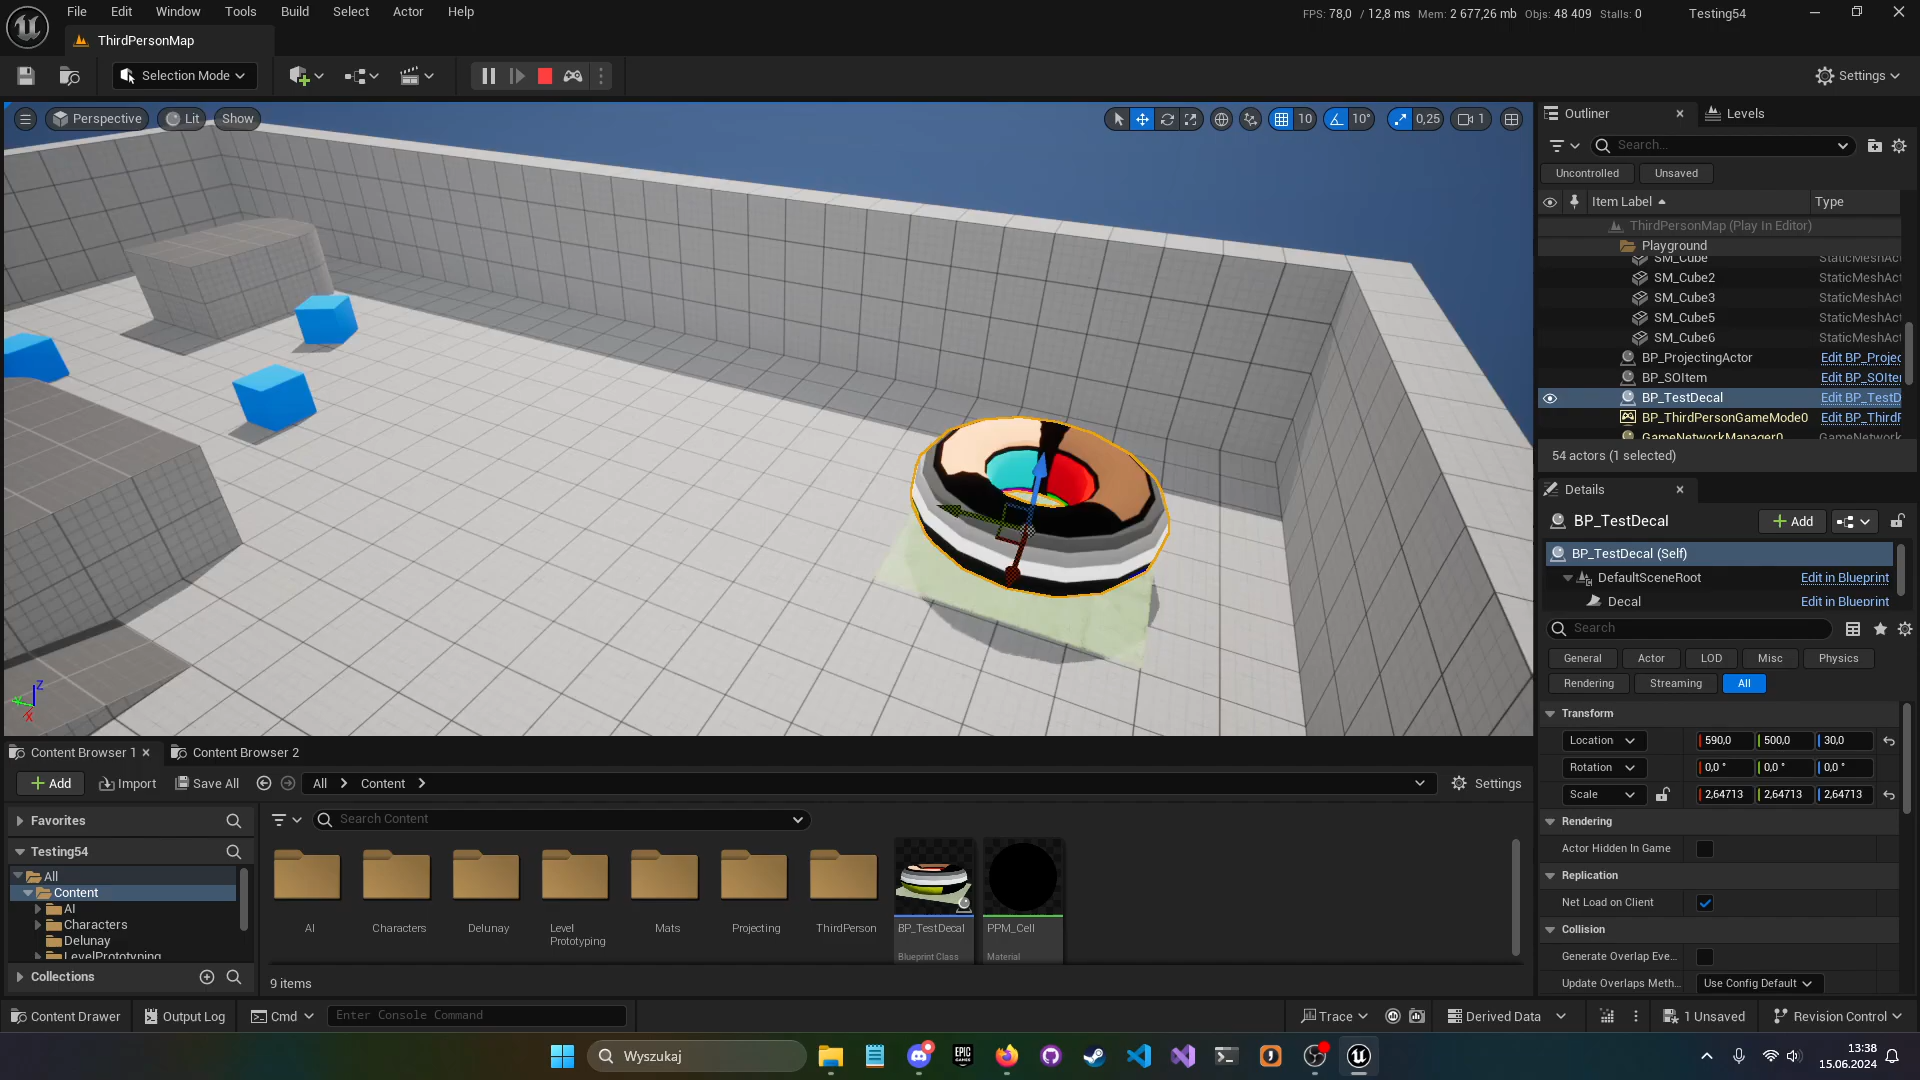 File Edit Window Tools Build Select Actor Help
FPS: 78,0 / 12,8 ms Mem: 2 677,26 mb Objs: 48 409 Stalls: 0
Testing54
ThirdPersonMap
Selection Mode
Settings
Perspective Lit Show
10 10° 0,25 1
Outliner Levels
Search...
Uncontrolled Unsaved
Item Label Type
ThirdPersonMap (Play In Editor)
Playground
SM_Cube StaticMeshAct
SM_Cube2 StaticMeshAct
SM_Cube3 StaticMeshAct
SM_Cube5 StaticMeshAct
SM_Cube6 StaticMeshAct
BP_ProjectingActor Edit BP_Projec
BP_SOItem Edit BP_SOIter
BP_TestDecal Edit BP_TestD
BP_ThirdPersonGameMode0 Edit BP_ThirdF
GameNetworkManager0 GameNetwork
54 actors (1 selected)
Details
BP_TestDecal Add
BP_TestDecal (Self)
DefaultSceneRoot Edit in Blueprint
Decal Edit in Blueprint
Search
General Actor LOD Misc Physics
Rendering Streaming All
Transform
Location 590,0 500,0 30,0
Rotation 0,0 ° 0,0 ° 0,0 °
Scale 2,64713 2,64713 2,64713
Rendering
Actor Hidden In Game
Replication
Net Load on Client
Collision
Generate Overlap Eve...
Update Overlaps Meth... Use Config Default
Z
X
Content Browser 1 Content Browser 2
Add Import Save All All Content Settings
Favorites
Testing54
All
Content
AI
Characters
Delunay
LevelPrototyping
Collections
Search Content
AI
Characters
Delunay
Level Prototyping
Mats
Projecting
ThirdPerson
BP_TestDecal
Blueprint Class
PPM_Cell
Material
9 items
Content Drawer Output Log Cmd Enter Console Command Trace Derived Data 1 Unsaved Revision Control
Wyszukaj
EPIC GAMES
13:38
15.06.2024